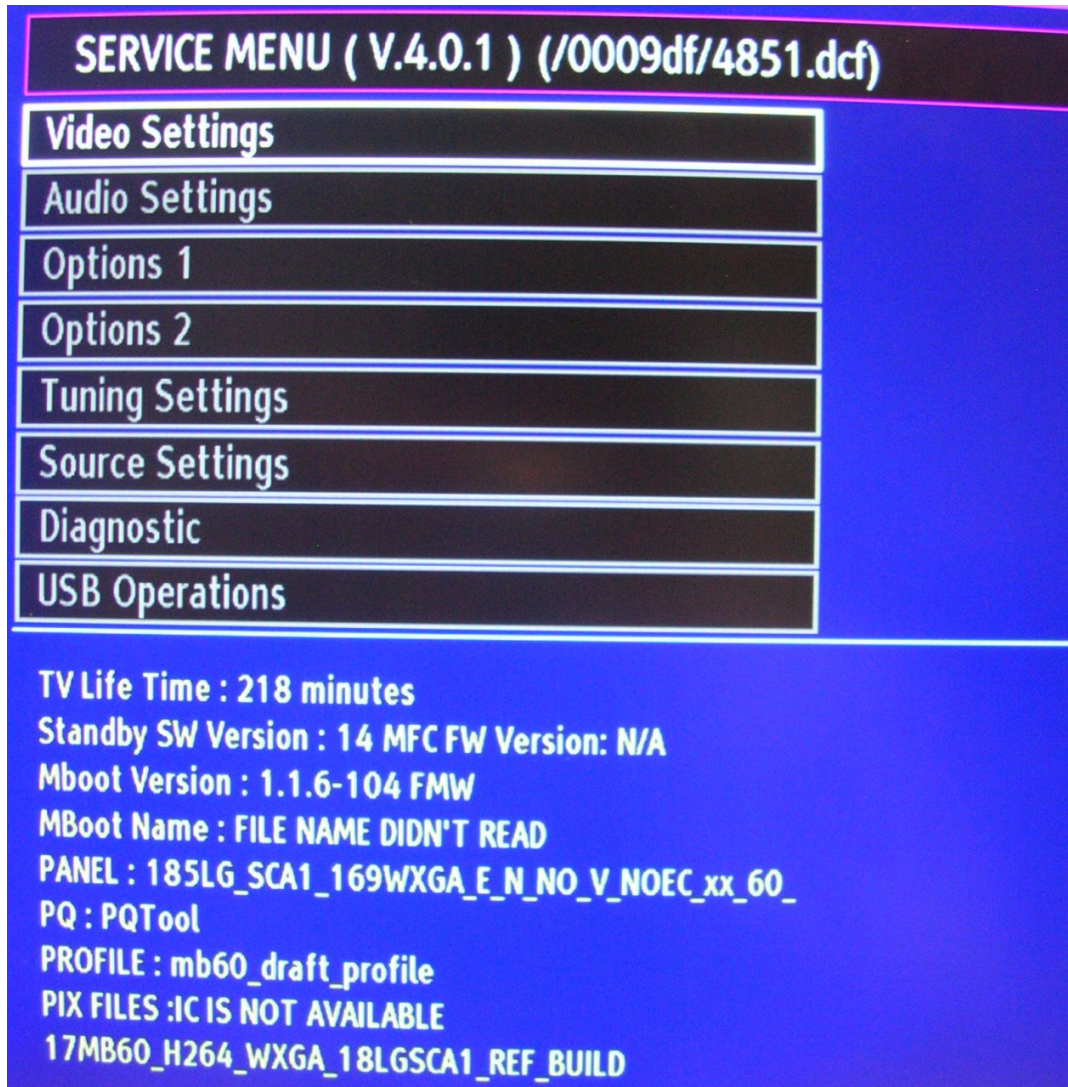 SERVICE MENU ( V.4.0.1 ) (/0009df/4851.dcf)
Video Settings
Audio Settings
Options 1
Options 2
Tuning Settings
Source Settings
Diagnostic
USB Operations
TV Life Time : 218 minutes
Standby SW Version : 14 MFC FW Version: N/A
Mboot Version : 1.1.6-104 FMW
MBoot Name : FILE NAME DIDN'T READ
PANEL : 185LG_SCA1_169WXGA_E_N_NO_V_NOEC_xx_60_
PQ : PQTool
PROFILE : mb60_draft_profile
PIX FILES :IC IS NOT AVAILABLE
17MB60_H264_WXGA_18LGSCA1_REF_BUILD